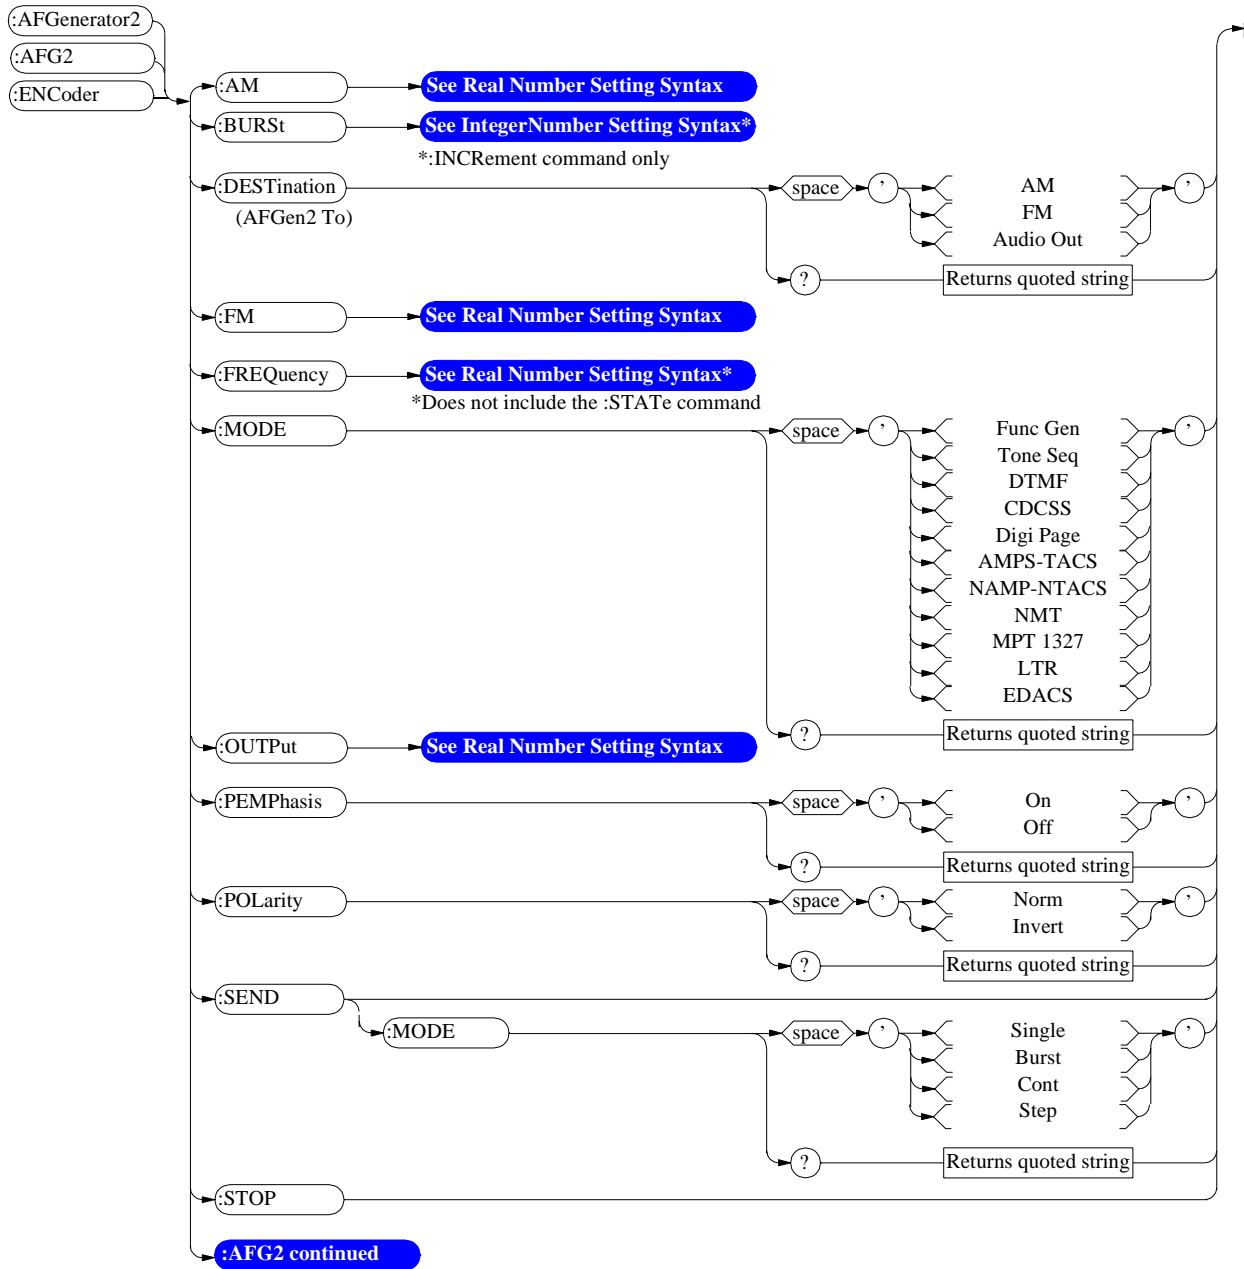 :AFGenerator2
:AFG2
:ENCoder
:AM
See Real Number Setting Syntax
:BURSt
See IntegerNumber Setting Syntax*
*:INCRement command only
:DESTination
(AFGen2 To)
space
'
AM
FM
Audio Out
'
?
Returns quoted string
:FM
See Real Number Setting Syntax
:FREQuency
See Real Number Setting Syntax*
*Does not include the :STATe command
:MODE
space
'
Func Gen
Tone Seq
DTMF
CDCSS
Digi Page
AMPS-TACS
NAMP-NTACS
NMT
MPT 1327
LTR
EDACS
'
?
Returns quoted string
:OUTPut
See Real Number Setting Syntax
:PEMPhasis
space
'
On
Off
'
?
Returns quoted string
:POLarity
space
'
Norm
Invert
'
?
Returns quoted string
:SEND
:MODE
space
'
Single
Burst
Cont
Step
'
?
Returns quoted string
:STOP
:AFG2 continued